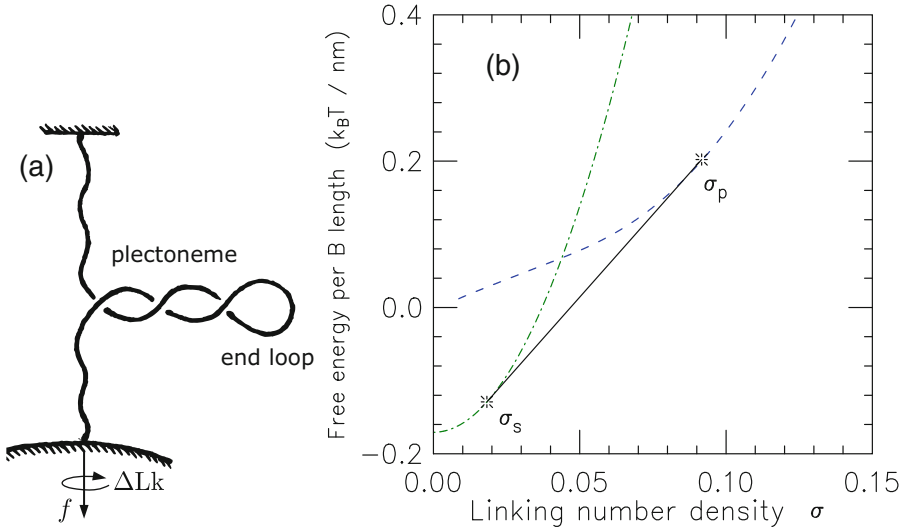 (a)
plectoneme
end loop
ΔLk
f
(b)
Free energy per B length (k_BT / nm)
0.4
0.2
0.0
−0.2
σ_p
σ_s
0.00 0.05 0.10 0.15
Linking number density σ